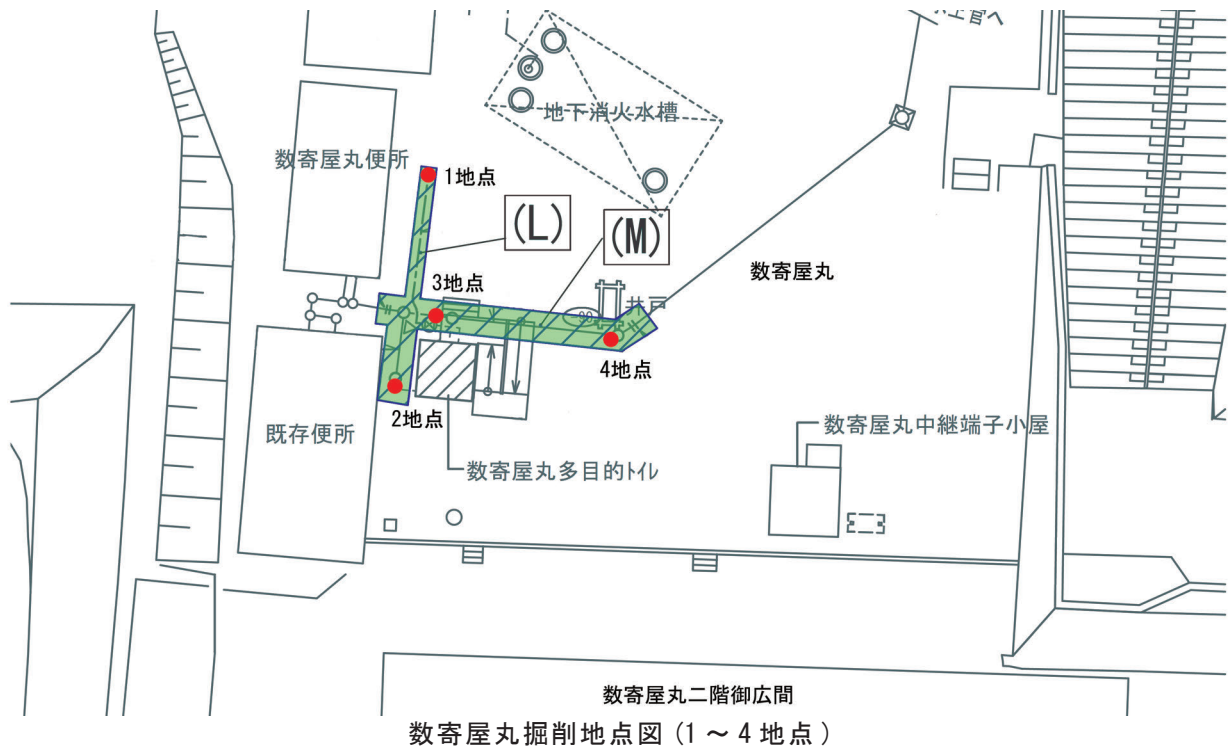 地下消火水槽
数寄屋丸便所
1地点
(L)
(M)
3地点
数寄屋丸
井戸
4地点
2地点
既存便所
数寄屋丸中継端子小屋
数寄屋丸多目的ﾄｲﾚ
数寄屋丸二階御広間
数寄屋丸掘削地点図(1～4地点)